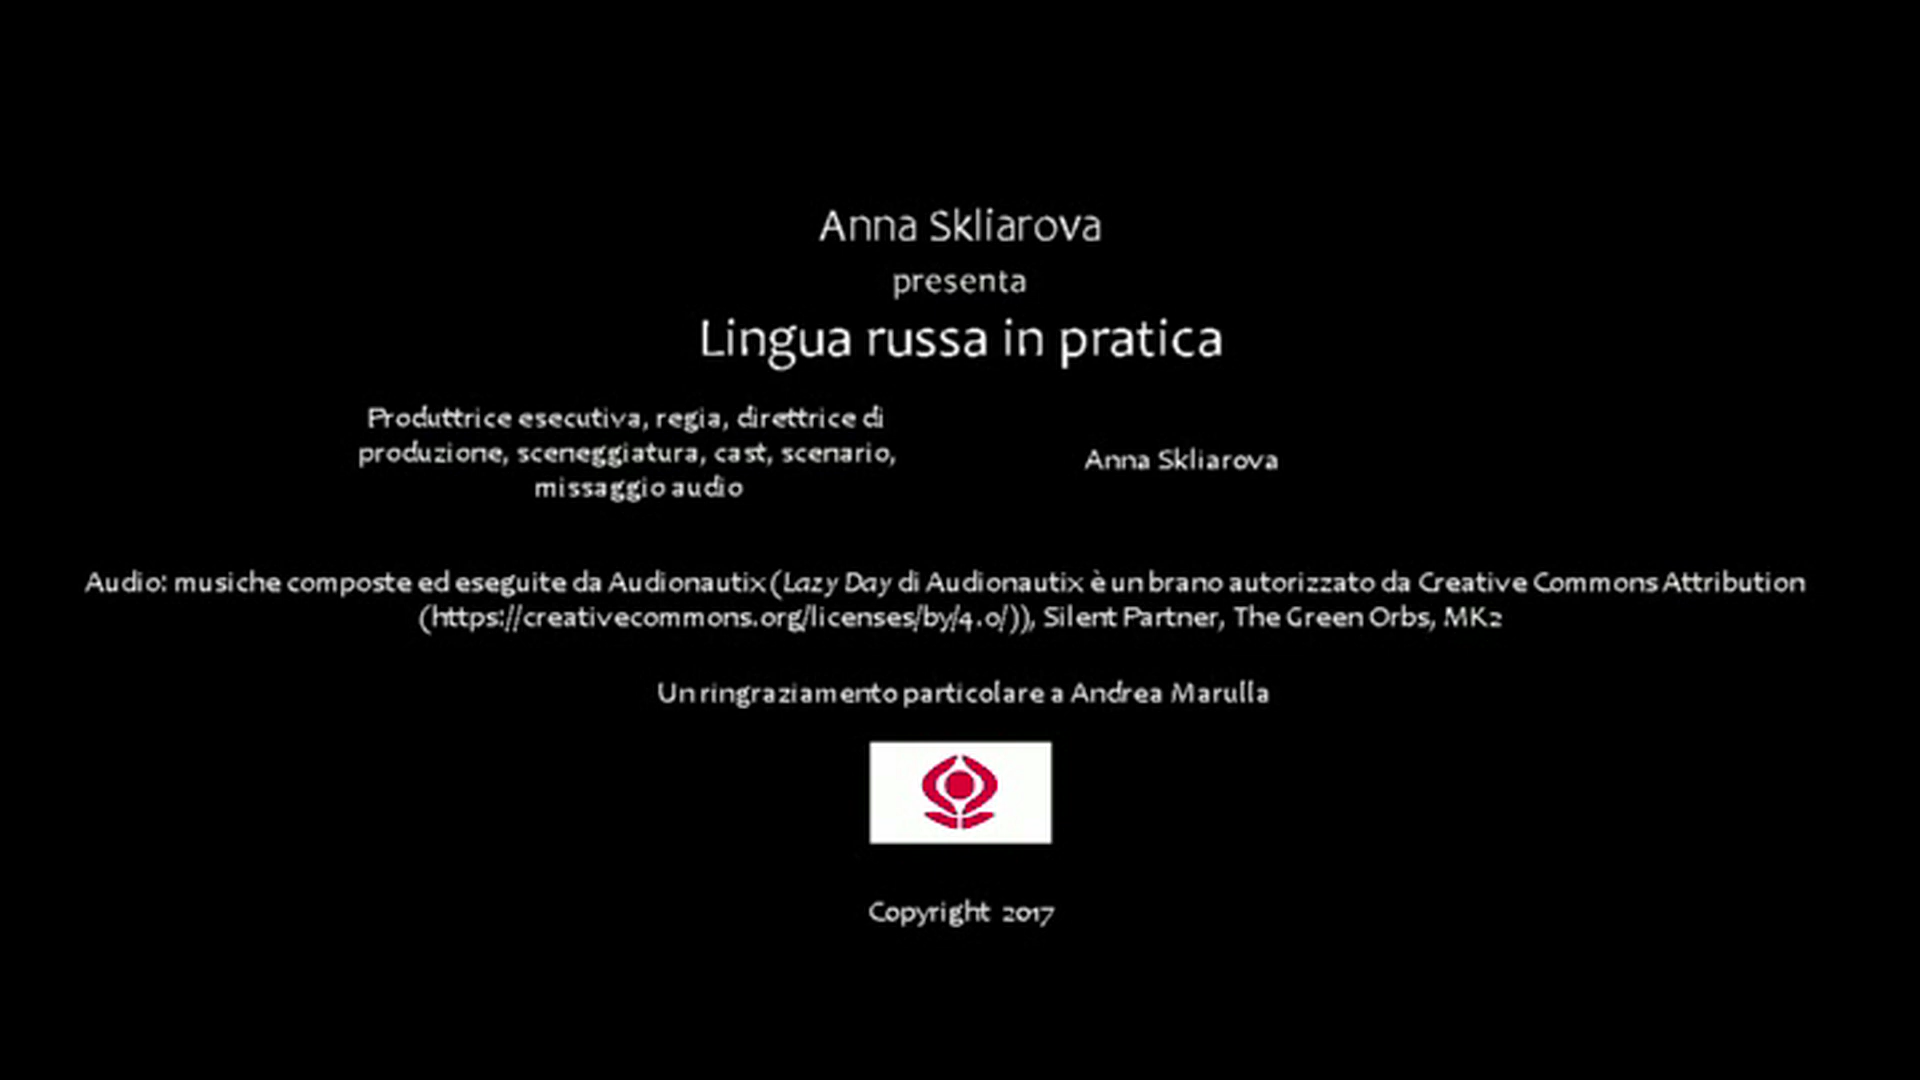 Anna Skliarova
presenta
Lingua russa in pratica
Produttrice esecutiva, regia, direttrice di
produzione, sceneggiatura, cast, scenario,
missaggio audio
Anna Skliarova
Audio: musiche composte ed eseguite da Audionautix (Lazy Day di Audionautix è un brano autorizzato da Creative Commons Attribution
(https://creativecommons.org/licenses/by/4.0/)), Silent Partner, The Green Orbs, MK2
Un ringraziamento particolare a Andrea Marulla
Copyright 2017